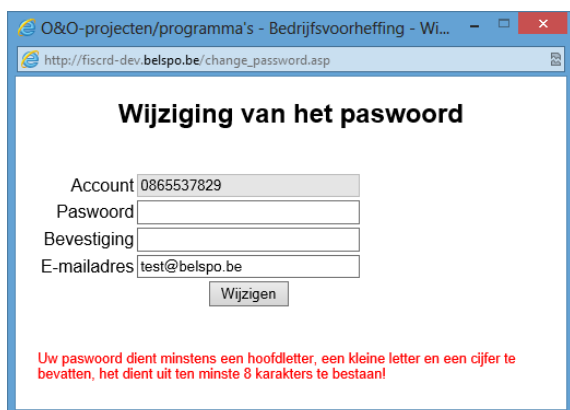 O&O-projecten/programma's - Bedrijfsvoorheffing - Wi...
http://fiscrd-dev.belspo.be/change_password.asp
Wijziging van het paswoord
Account 0865537829
Paswoord
Bevestiging
E-mailadres test@belspo.be
Wijzigen
Uw paswoord dient minstens een hoofdletter, een kleine letter en een cijfer te
bevatten, het dient uit ten minste 8 karakters te bestaan!